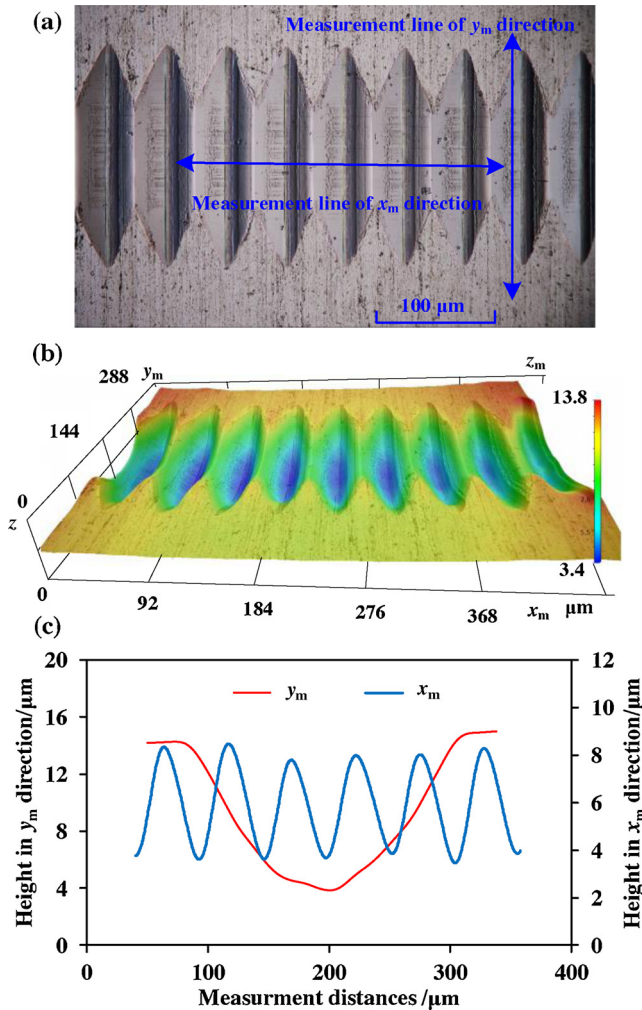 (a)
Measurement line of ym direction
Measurement line of xm direction
100 μm
(b)
288
ym
zm
13.8
144
0
z
3.4
0
92
184
276
368
xm
μm
(c)
20
12
ym
xm
16
10
12
8
6
8
4
4
2
0
0
0
100
200
300
400
Height in ym direction/μm
Height in xm direction/μm
Measurment distances /μm